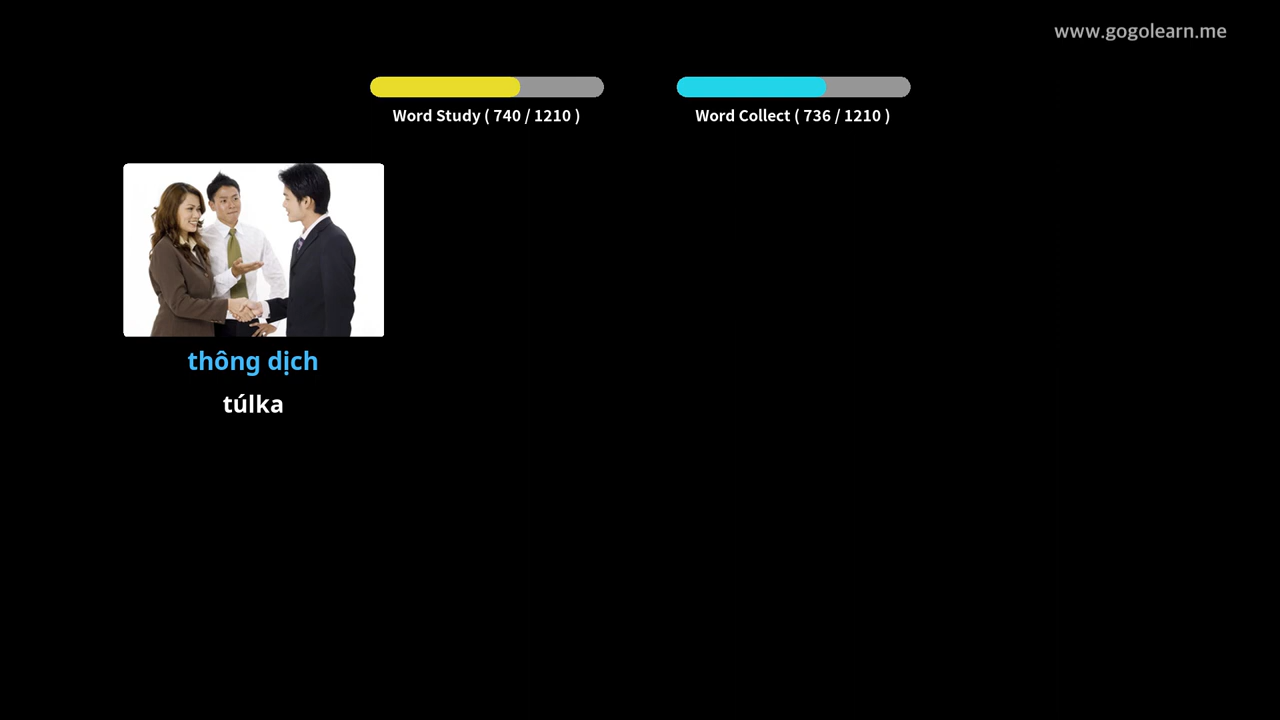 www.gogolearn.me
Word Study ( 740 / 1210 )
Word Collect ( 736 / 1210 )
thông dịch
túlka